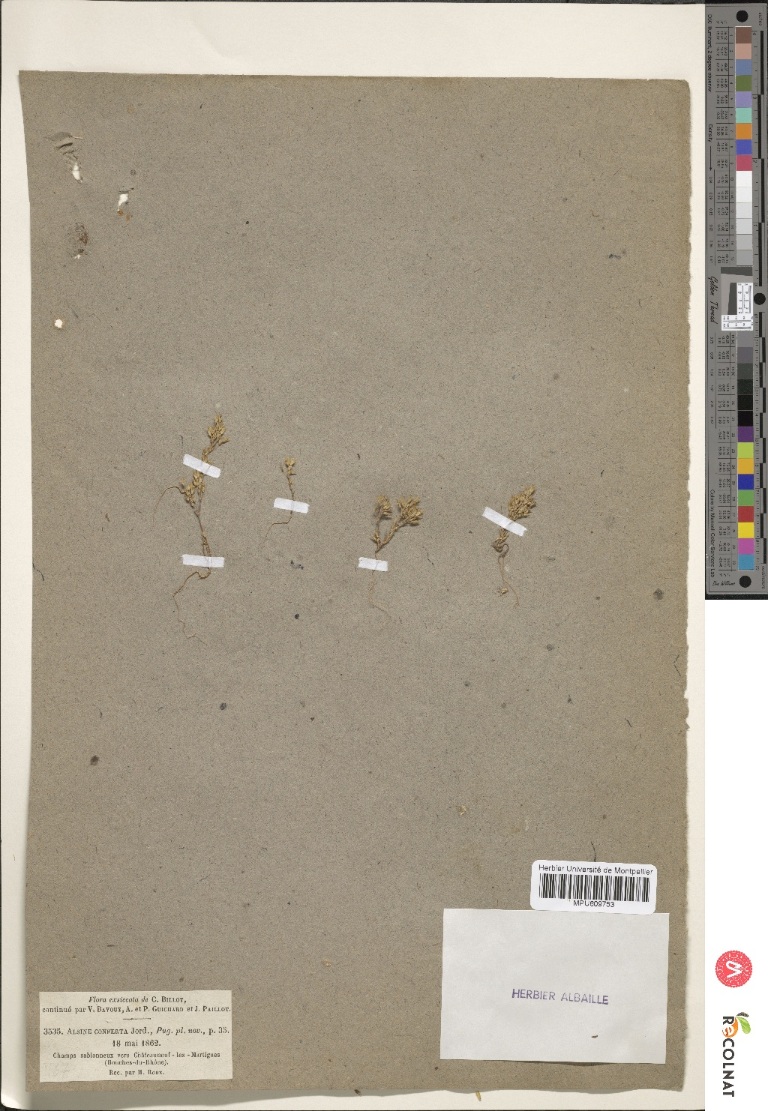 Herbier Université de Montpellier
MPU609753
HERBIER ALBAILLE
Flora exsiccata de C. BILLOT,
continué par V. BAVOUX, A. et P. GUICHARD et J. PAILLOT.
3535. ALSINE CONFERTA Jord., Pug. pl. nov., p. 35.
18 mai 1862.
Champs sablonneux vers Châteauneuf-les-Martigues
(Bouches-du-Rhône).
Rec. par M. ROUX.
Golden Thread
RECOLNAT